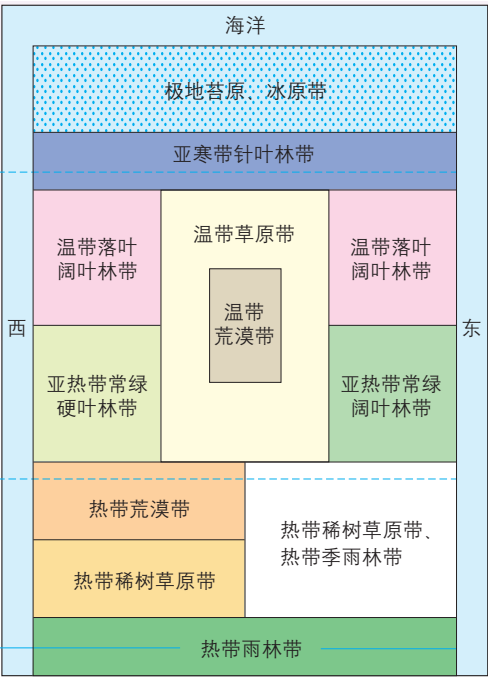 海洋
极地苔原、冰原带
亚寒带针叶林带
温带落叶
阔叶林带
温带草原带
温带
荒漠带
温带落叶
阔叶林带
西
东
亚热带常绿
硬叶林带
亚热带常绿
阔叶林带
热带荒漠带
热带稀树草原带
热带稀树草原带、
热带季雨林带
热带雨林带